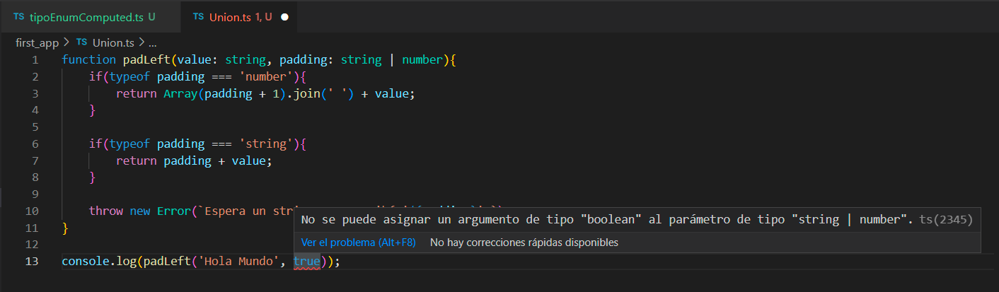 TS tipoEnumComputed.ts U TS Union.ts 1, U
first_app > TS Union.ts > ...
1 function padLeft(value: string, padding: string | number){
2 if(typeof padding === 'number'){
3 return Array(padding + 1).join(' ') + value;
4 }
5
6 if(typeof padding === 'string'){
7 return padding + value;
8 }
9
10 throw new Error(`Espera un
No se puede asignar un argumento de tipo "boolean" al parámetro de tipo "string | number". ts(2345)
11 }
Ver el problema (Alt+F8) No hay correcciones rápidas disponibles
12
13 console.log(padLeft('Hola Mundo', true));